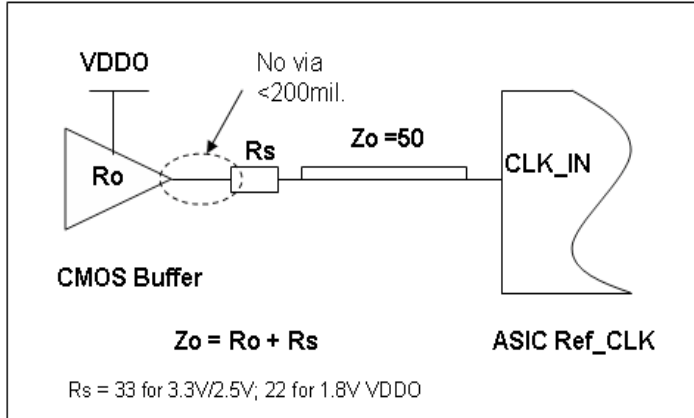 VDDO
No via
<200mil.
Rs
Zo =50
Ro
CLK_IN
CMOS Buffer
Zo = Ro + Rs
ASIC Ref_CLK
Rs = 33 for 3.3V/2.5V; 22 for 1.8V VDDO